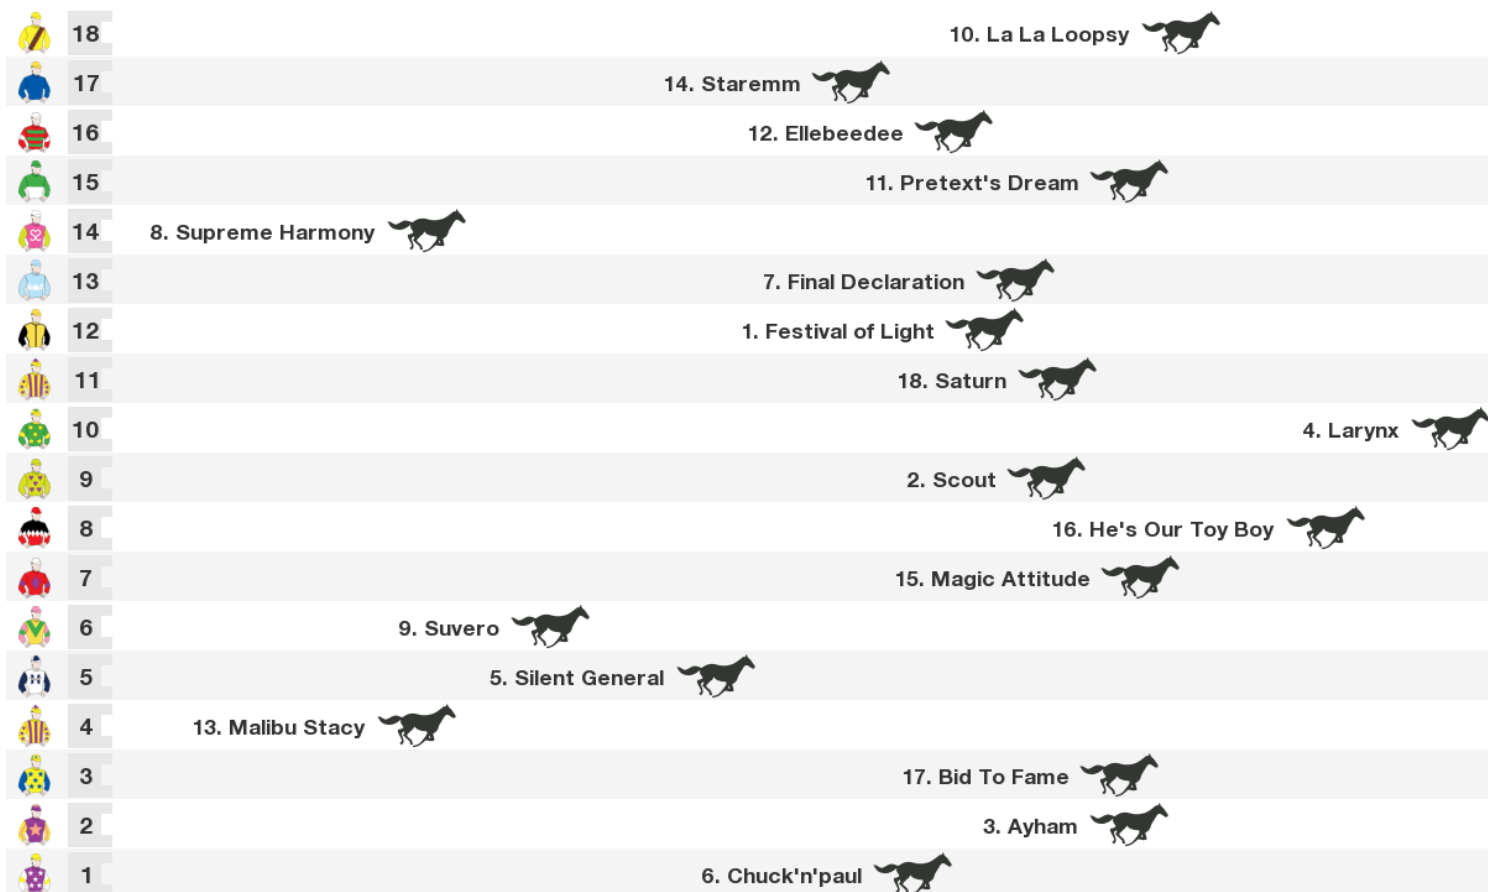 18 10. La La Loopsy
17 14. Staremm
16 12. Ellebeedee
15 11. Pretext's Dream
14 8. Supreme Harmony
13 7. Final Declaration
12 1. Festival of Light
11 18. Saturn
10 4. Larynx
9 2. Scout
8 16. He's Our Toy Boy
7 15. Magic Attitude
6 9. Suvero
5 5. Silent General
4 13. Malibu Stacy
3 17. Bid To Fame
2 3. Ayham
1 6. Chuck'n'paul